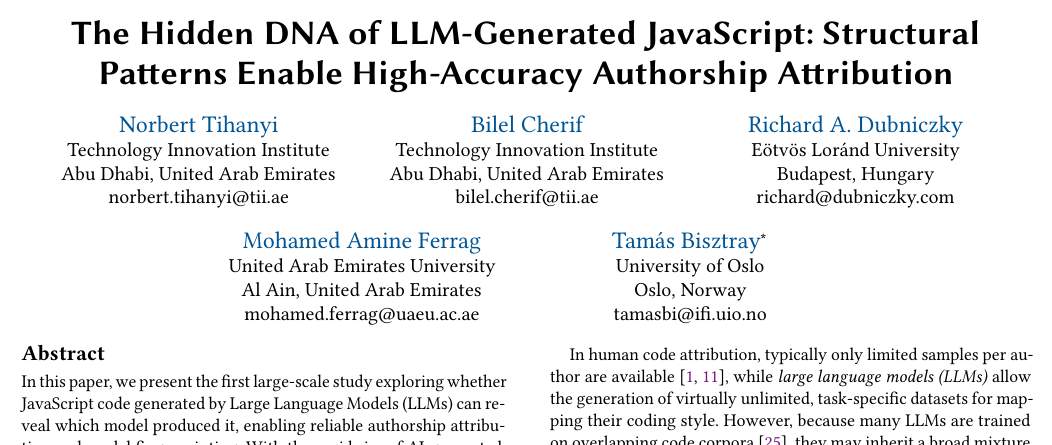 The Hidden DNA of LLM-Generated JavaScript: Structural
Patterns Enable High-Accuracy Authorship Attribution
Norbert Tihanyi
Technology Innovation Institute
Abu Dhabi, United Arab Emirates
norbert.tihanyi@tii.ae
Bilel Cherif
Technology Innovation Institute
Abu Dhabi, United Arab Emirates
bilel.cherif@tii.ae
Richard A. Dubniczky
Eötvös Loránd University
Budapest, Hungary
richard@dubniczky.com
Mohamed Amine Ferrag
United Arab Emirates University
Al Ain, United Arab Emirates
mohamed.ferrag@uaeu.ac.ae
Tamás Bisztray*
University of Oslo
Oslo, Norway
tamasbi@ifi.uio.no
Abstract
In this paper, we present the first large-scale study exploring whether
JavaScript code generated by Large Language Models (LLMs) can re-
veal which model produced it, enabling reliable authorship attribu-
In human code attribution, typically only limited samples per au-
thor are available [1, 11], while large language models (LLMs) allow
the generation of virtually unlimited, task-specific datasets for map-
ping their coding style. However, because many LLMs are trained
on overlapping code corpora [25], they may inherit a broad mixture